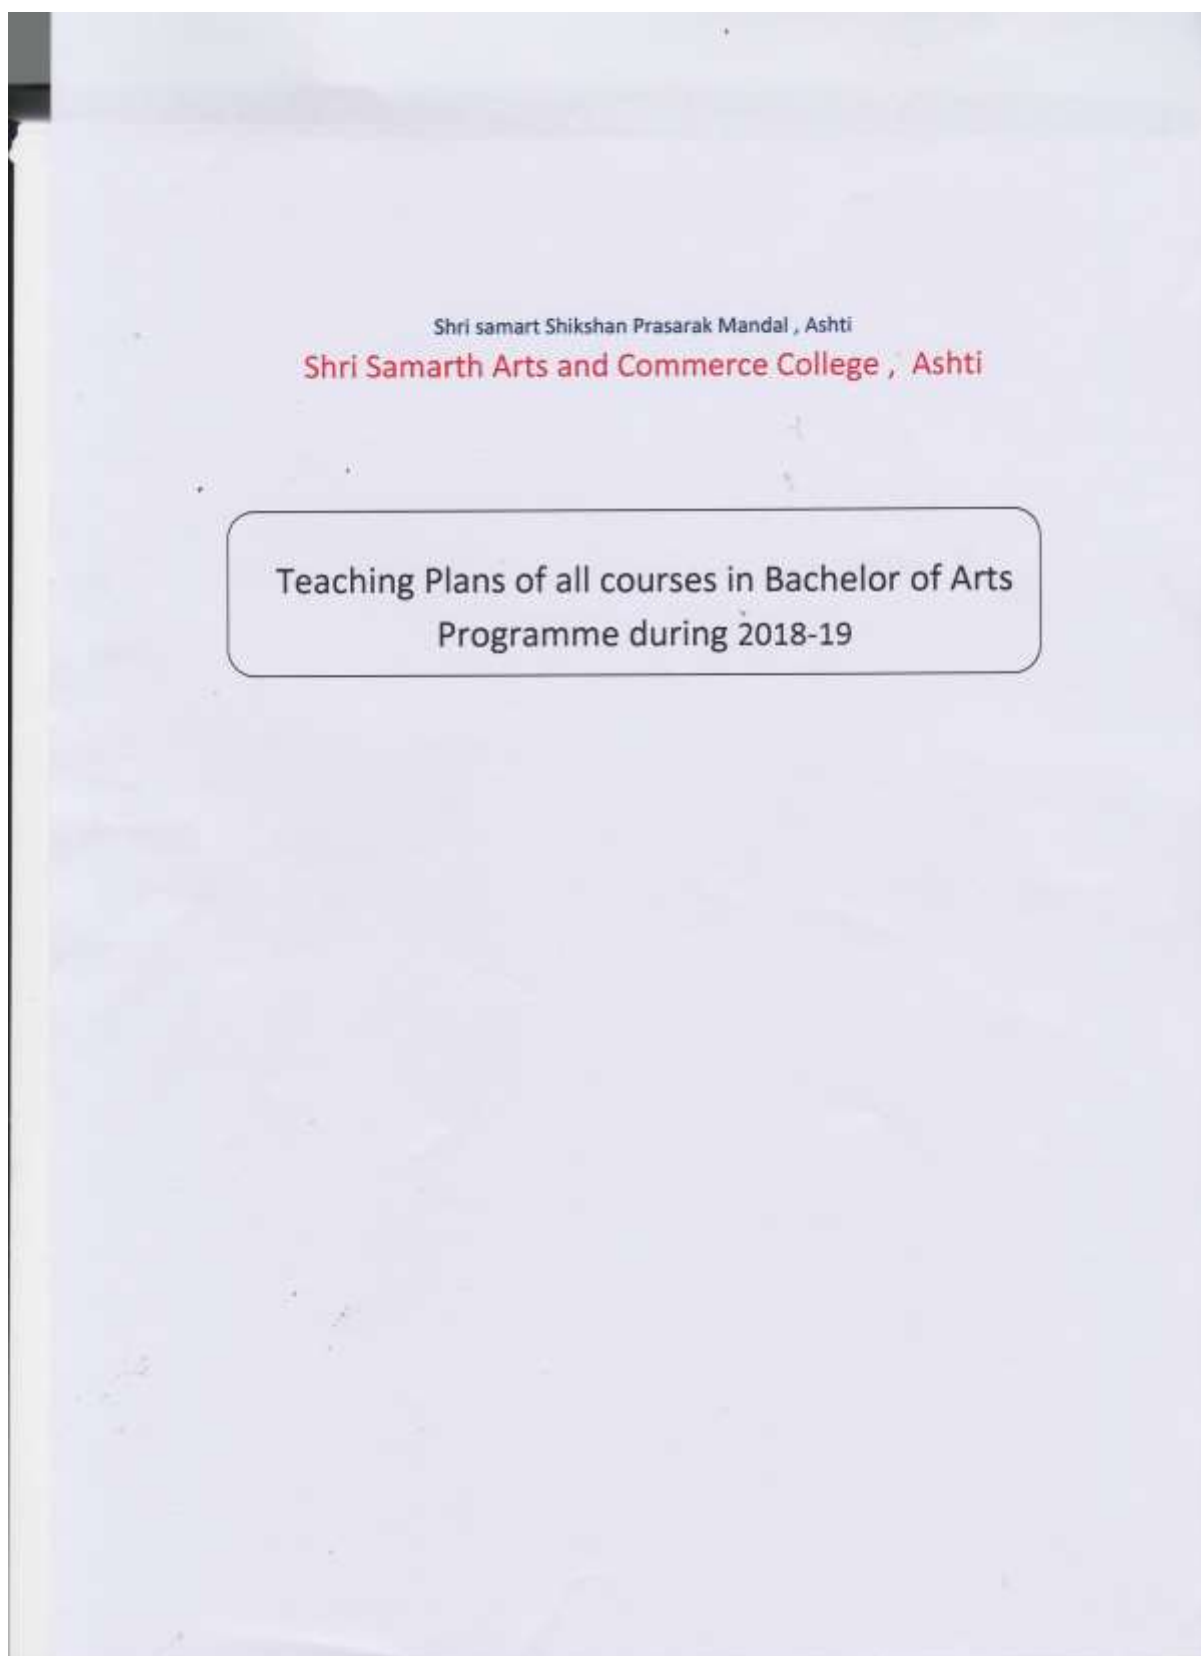 Shri samart Shikshan Prasarak Mandal , Ashti
Shri Samarth Arts and Commerce College , Ashti
Teaching Plans of all courses in Bachelor of Arts
Programme during 2018-19